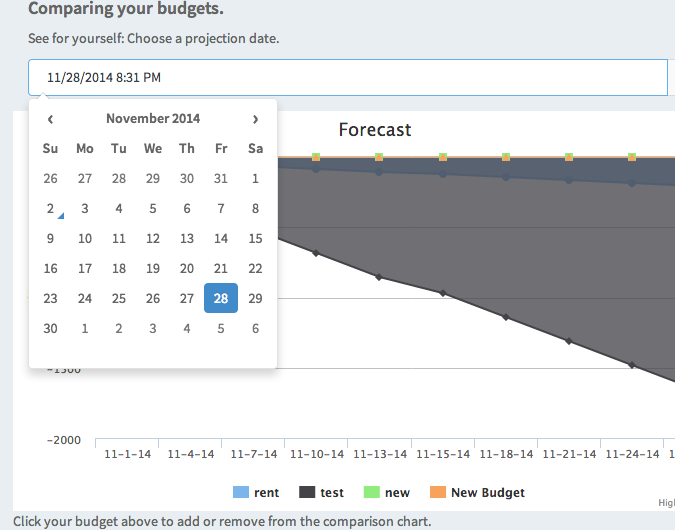 Comparing your budgets.
See for yourself: Choose a projection date.
11/28/2014 8:31 PM
‹ November 2014 ›
Su Mo Tu We Th Fr Sa
26 27 28 29 30 31 1
2 3 4 5 6 7 8
9 10 11 12 13 14 15
16 17 18 19 20 21 22
23 24 25 26 27 28 29
30 1 2 3 4 5 6
Forecast
-1500
-2000
11-1-14 11-4-14 11-7-14 11-10-14 11-13-14 11-15-14 11-18-14 11-21-14 11-24-14 1
rent test new New Budget
Hig
Click your budget above to add or remove from the comparison chart.